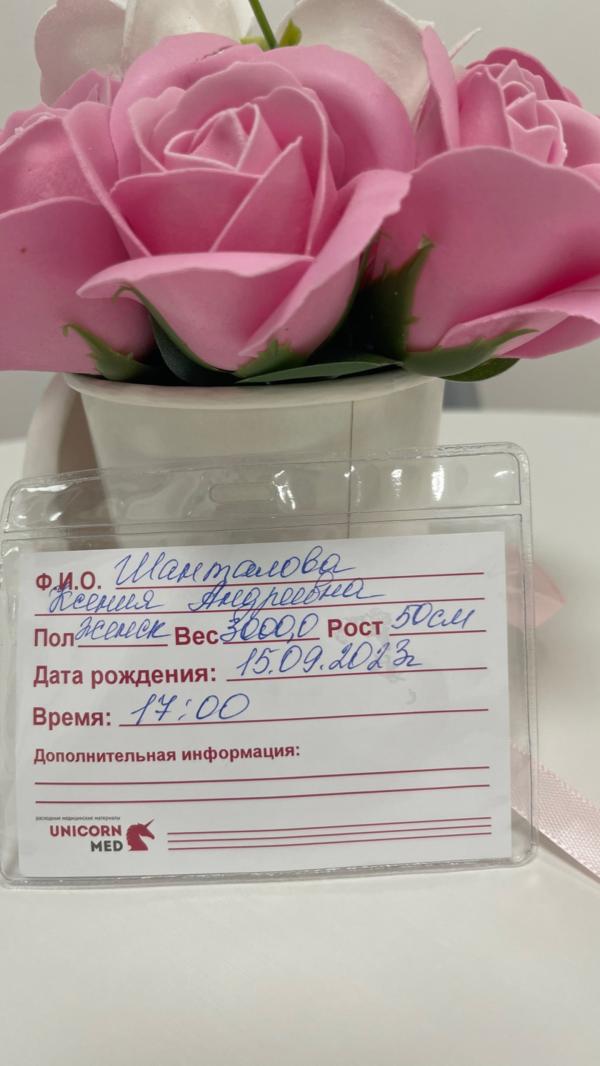 Ф.И.О. Шанталова
Ксения Андреевна
Пол женск Вес 3000,0 Рост 50см
Дата рождения: 15.09.2023г
Время: 17:00
Дополнительная информация:
расходные медицинские материалы
UNICORN
MED